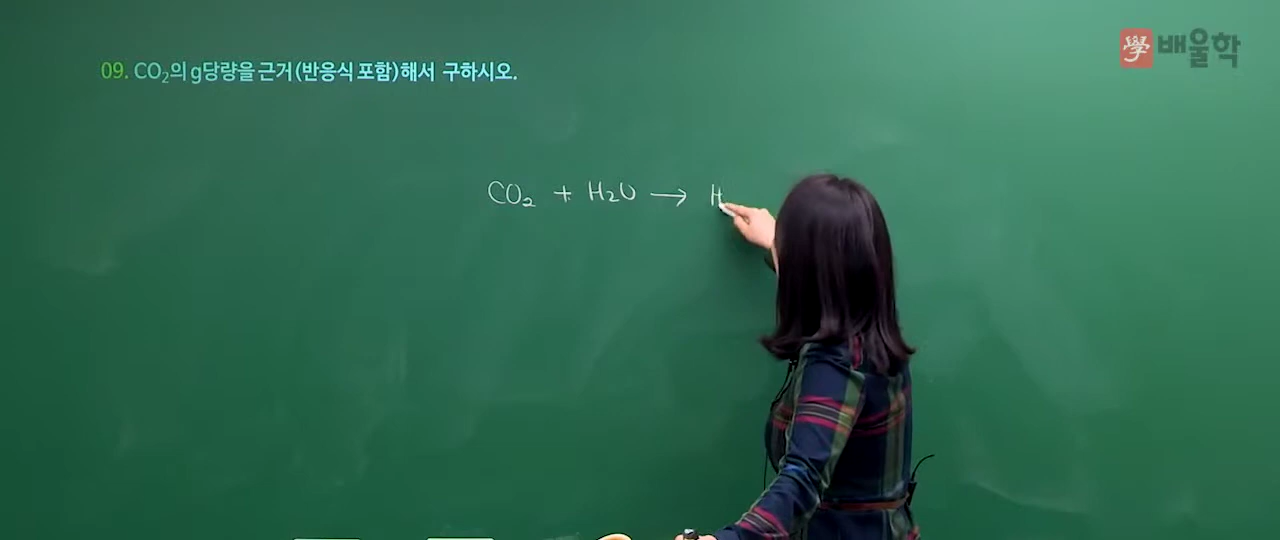 學 배울학
09. CO₂의 g당량을 근거(반응식 포함)해서 구하시오.
CO₂ + H₂O → H